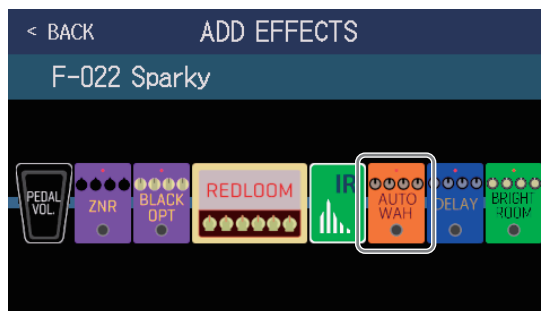 < BACK
ADD EFFECTS
F-022 Sparky
PEDAL
VOL.
ZNR
BLACK
OPT
REDLOOM
IR
AUTO
WAH
DELAY
BRIGHT
ROOM